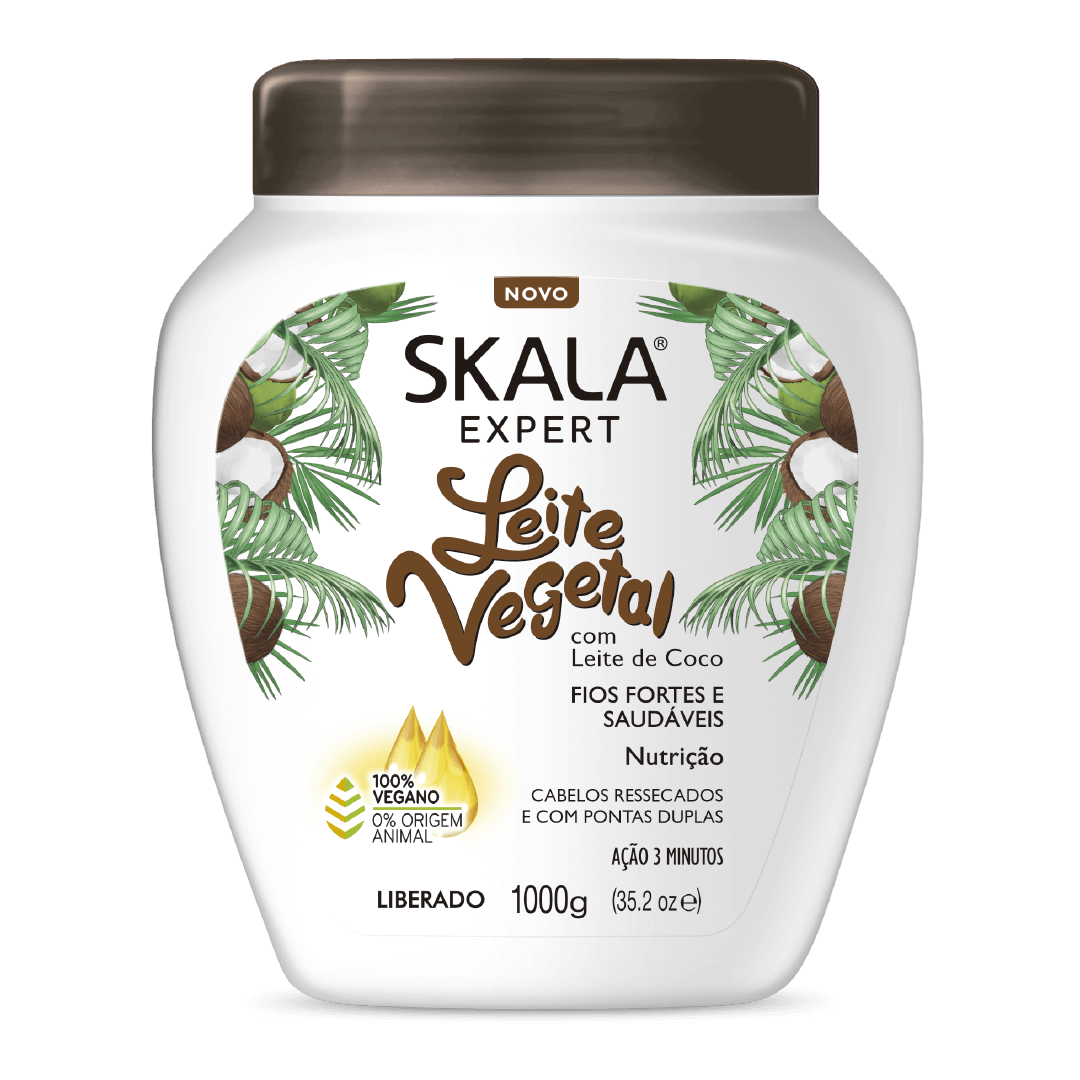 NOVO
SKALA®
EXPERT
Leite
Vegetal
com
Leite de Coco
FIOS FORTES E
SAUDÁVEIS
Nutrição
CABELOS RESSECADOS
E COM PONTAS DUPLAS
AÇÃO 3 MINUTOS
100%
VEGANO
0% ORIGEM
ANIMAL
LIBERADO 1000g (35.2 oz ℮)